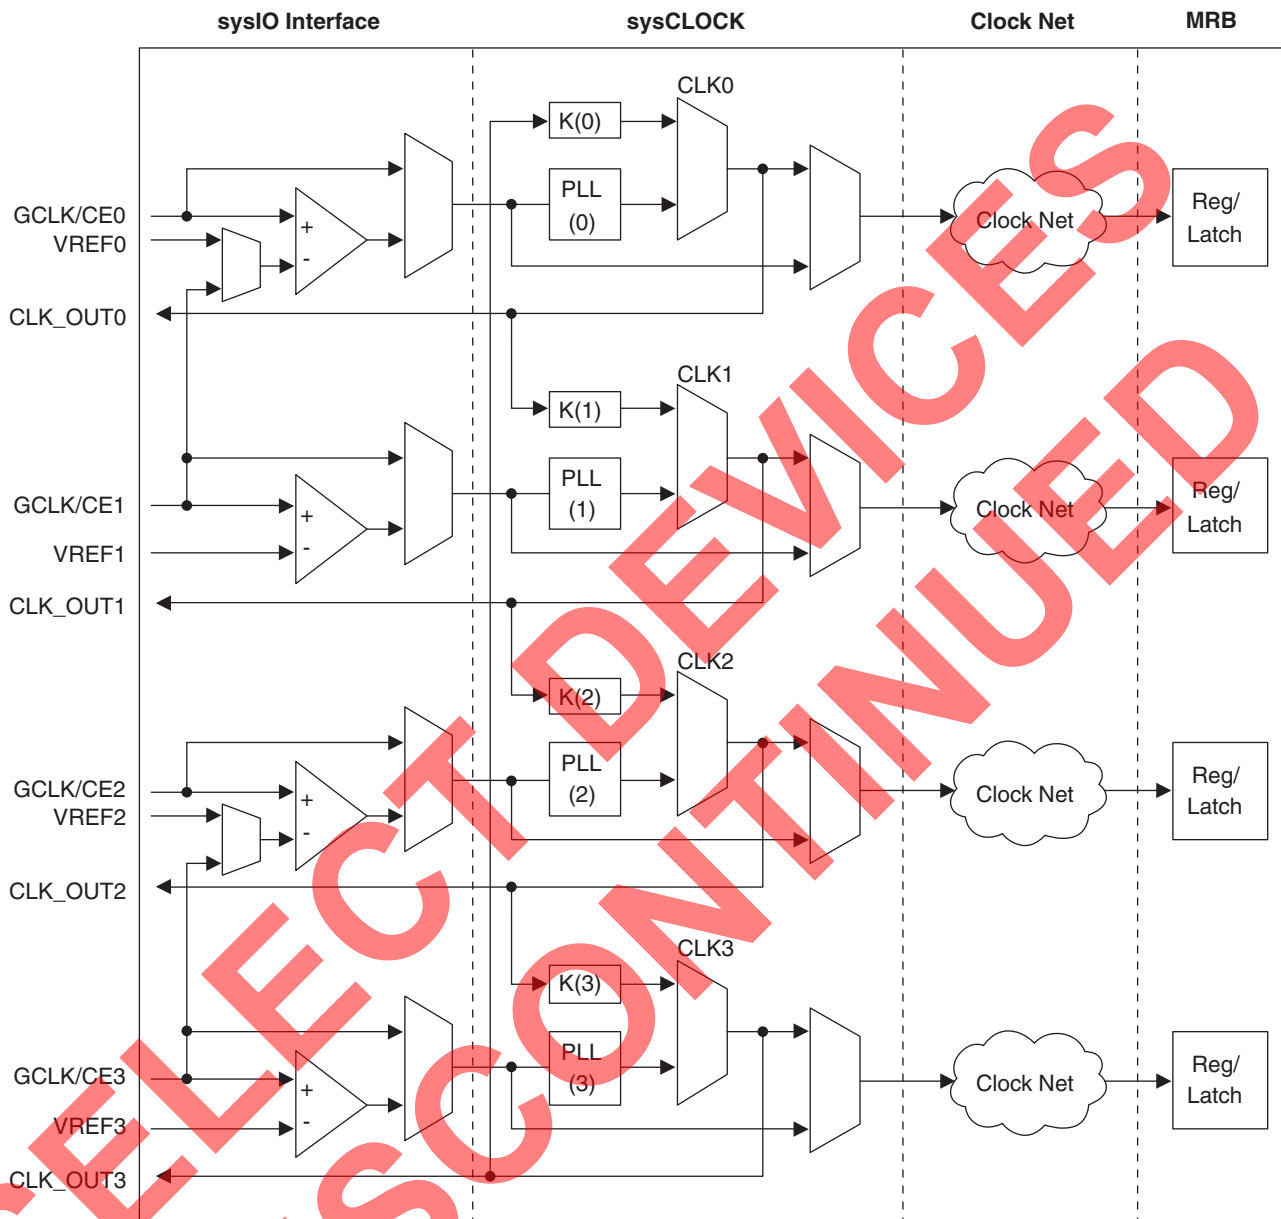 sysIO Interface sysCLOCK Clock Net MRB
CLK0
K(0)
PLL
(0)
GCLK/CE0
VREF0
+
-
Clock Net
Reg/
Latch
CLK_OUT0
CLK1
K(1)
PLL
(1)
GCLK/CE1
VREF1
+
-
Clock Net
Reg/
Latch
CLK_OUT1
CLK2
K(2)
PLL
(2)
GCLK/CE2
VREF2
+
-
Clock Net
Reg/
Latch
CLK_OUT2
CLK3
K(3)
PLL
(3)
GCLK/CE3
VREF3
+
-
Clock Net
Reg/
Latch
CLK_OUT3
SELECT DEVICES
SCONTINUED